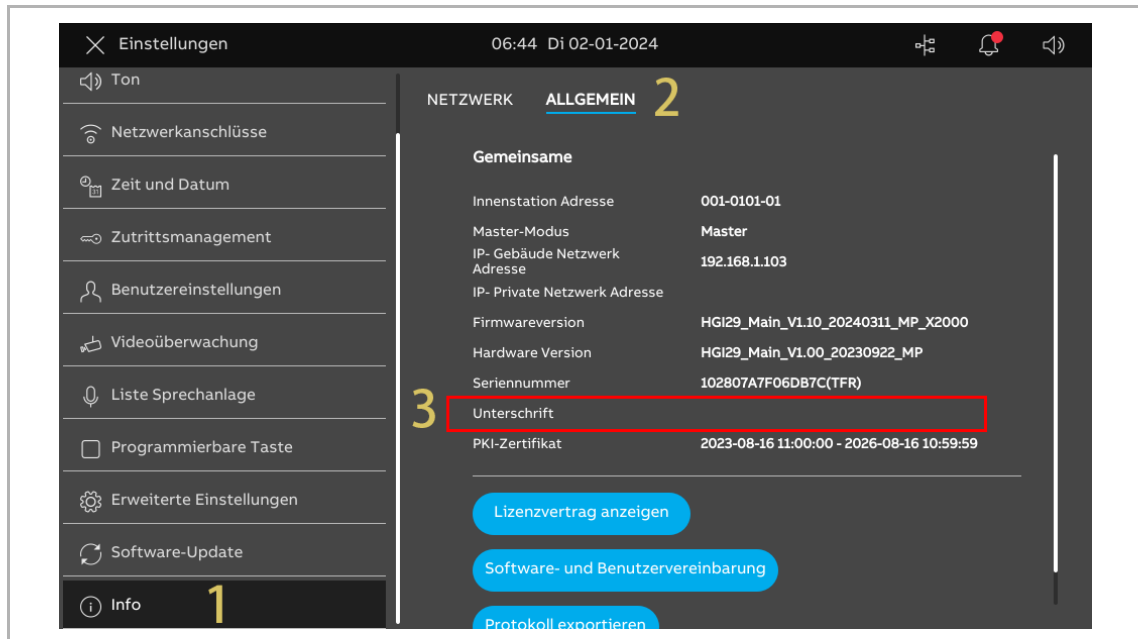 Einstellungen
06:44 Di 02-01-2024
Ton
Netzwerkanschlüsse
Zeit und Datum
Zutrittsmanagement
Benutzereinstellungen
Videoüberwachung
Liste Sprechanlage
Programmierbare Taste
Erweiterte Einstellungen
Software-Update
Info
1
NETZWERK ALLGEMEIN 2
Gemeinsame
Innenstation Adresse 001-0101-01
Master-Modus Master
IP- Gebäude Netzwerk
Adresse 192.168.1.103
IP- Private Netzwerk Adresse
Firmwareversion HGI29_Main_V1.10_20240311_MP_X2000
Hardware Version HGI29_Main_V1.00_20230922_MP
Seriennummer 102807A7F06DB7C(TFR)
3 Unterschrift
PKI-Zertifikat 2023-08-16 11:00:00 - 2026-08-16 10:59:59
Lizenzvertrag anzeigen
Software- und Benutzervereinbarung
Protokoll exportieren